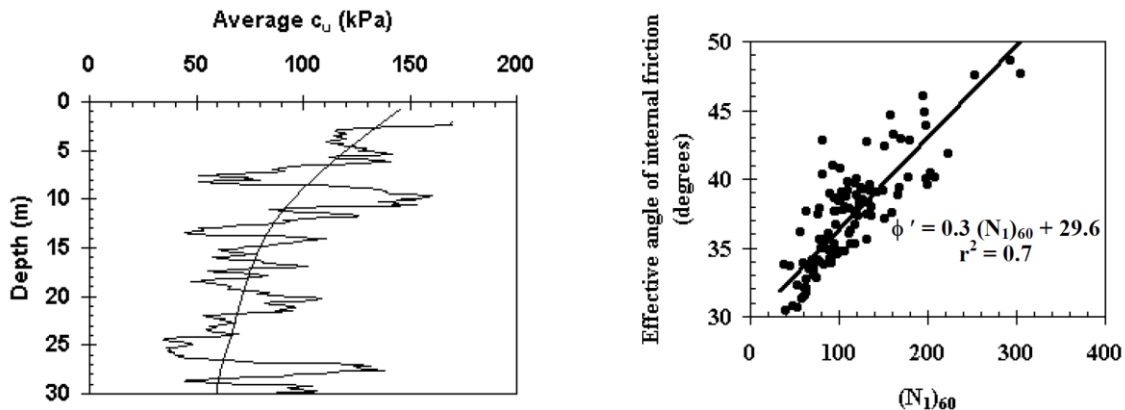 Average cu (kPa)
0 50 100 150 200
0
5
10
15
20
25
30
Depth (m)
50
45
40
35
30
Effective angle of internal friction
(degrees)
ϕ' = 0.3 (N1)60 + 29.6
r2 = 0.7
0 100 200 300 400
(N1)60